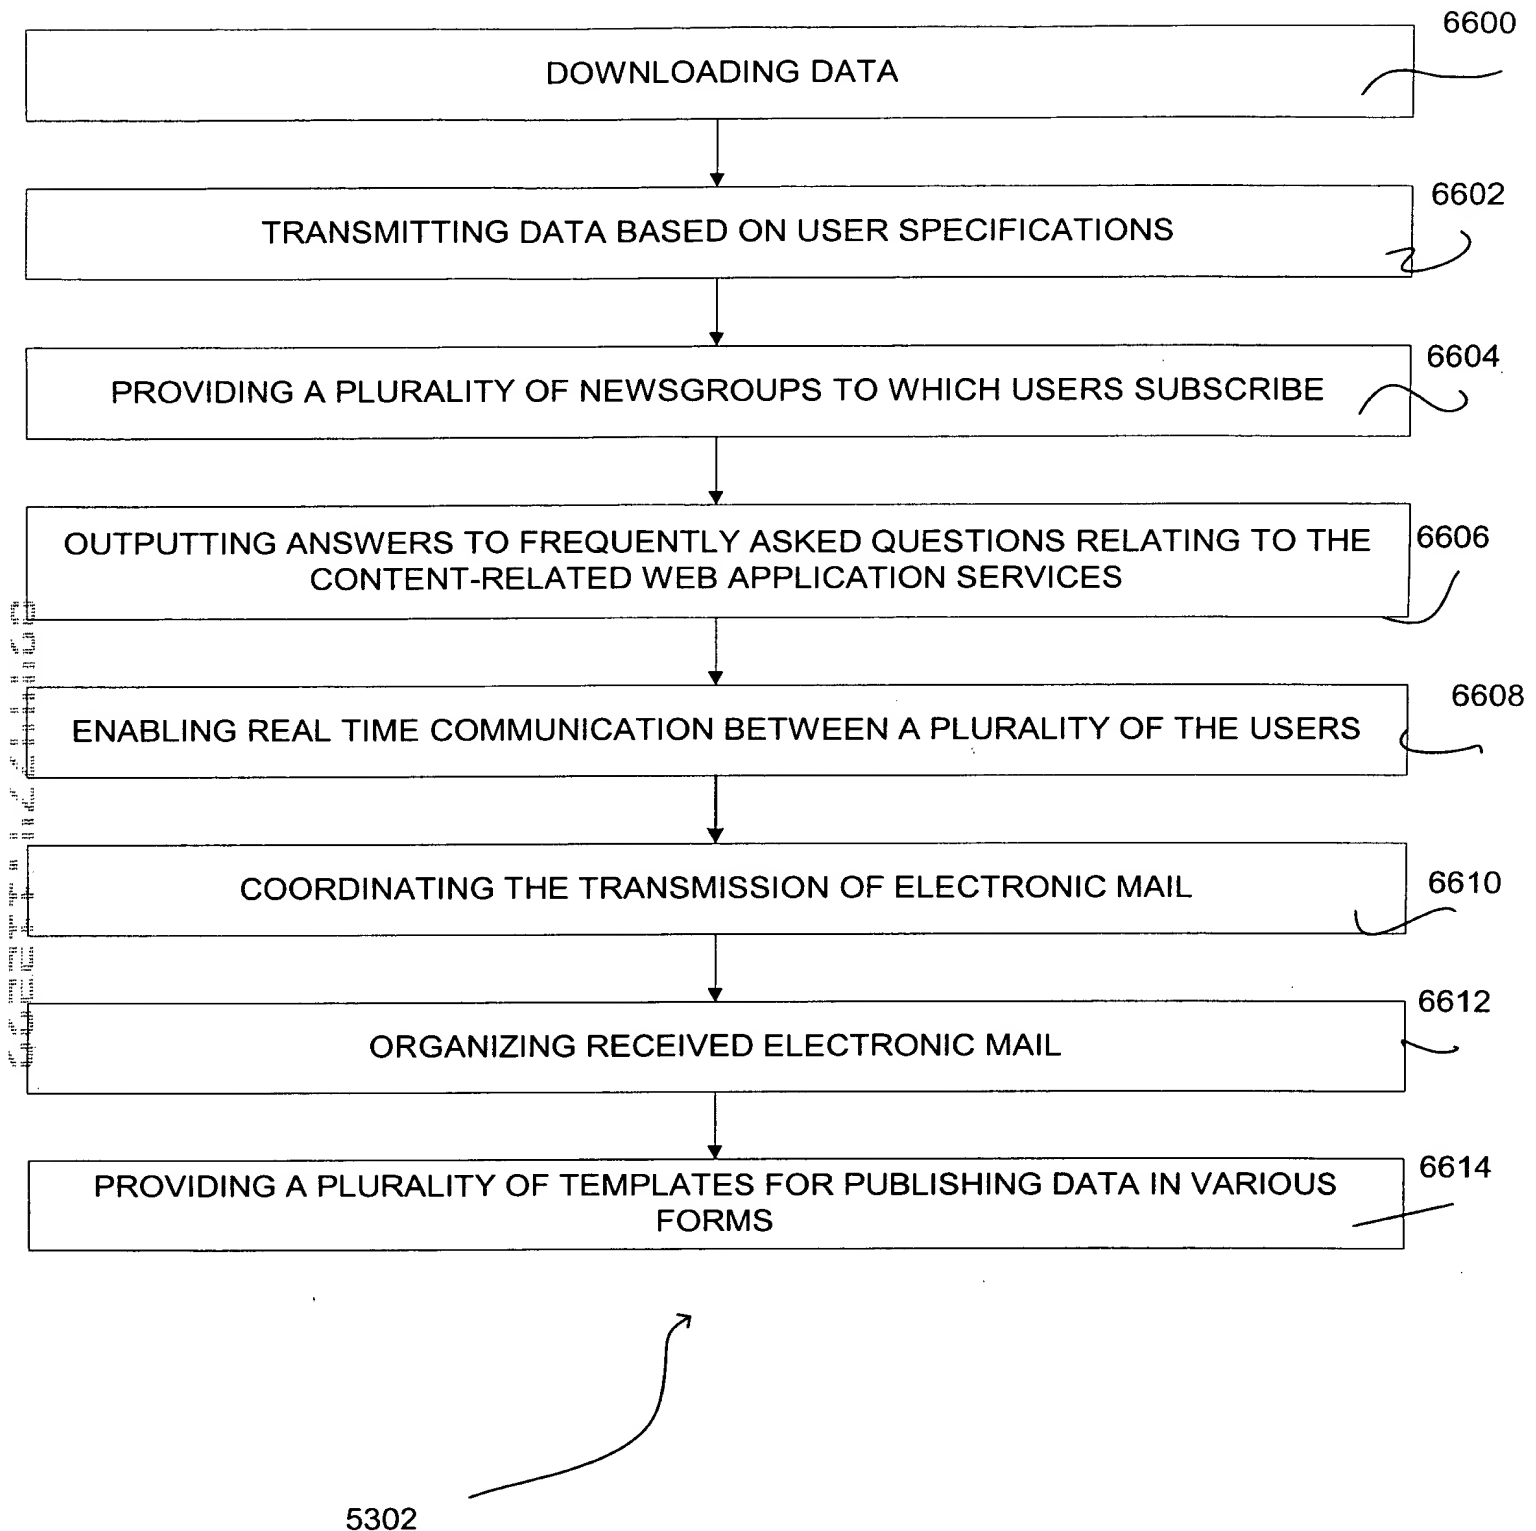 6600
DOWNLOADING DATA
6602
TRANSMITTING DATA BASED ON USER SPECIFICATIONS
6604
PROVIDING A PLURALITY OF NEWSGROUPS TO WHICH USERS SUBSCRIBE
6606
OUTPUTTING ANSWERS TO FREQUENTLY ASKED QUESTIONS RELATING TO THE
CONTENT-RELATED WEB APPLICATION SERVICES
6608
ENABLING REAL TIME COMMUNICATION BETWEEN A PLURALITY OF THE USERS
6610
COORDINATING THE TRANSMISSION OF ELECTRONIC MAIL
6612
ORGANIZING RECEIVED ELECTRONIC MAIL
6614
PROVIDING A PLURALITY OF TEMPLATES FOR PUBLISHING DATA IN VARIOUS
FORMS
5302